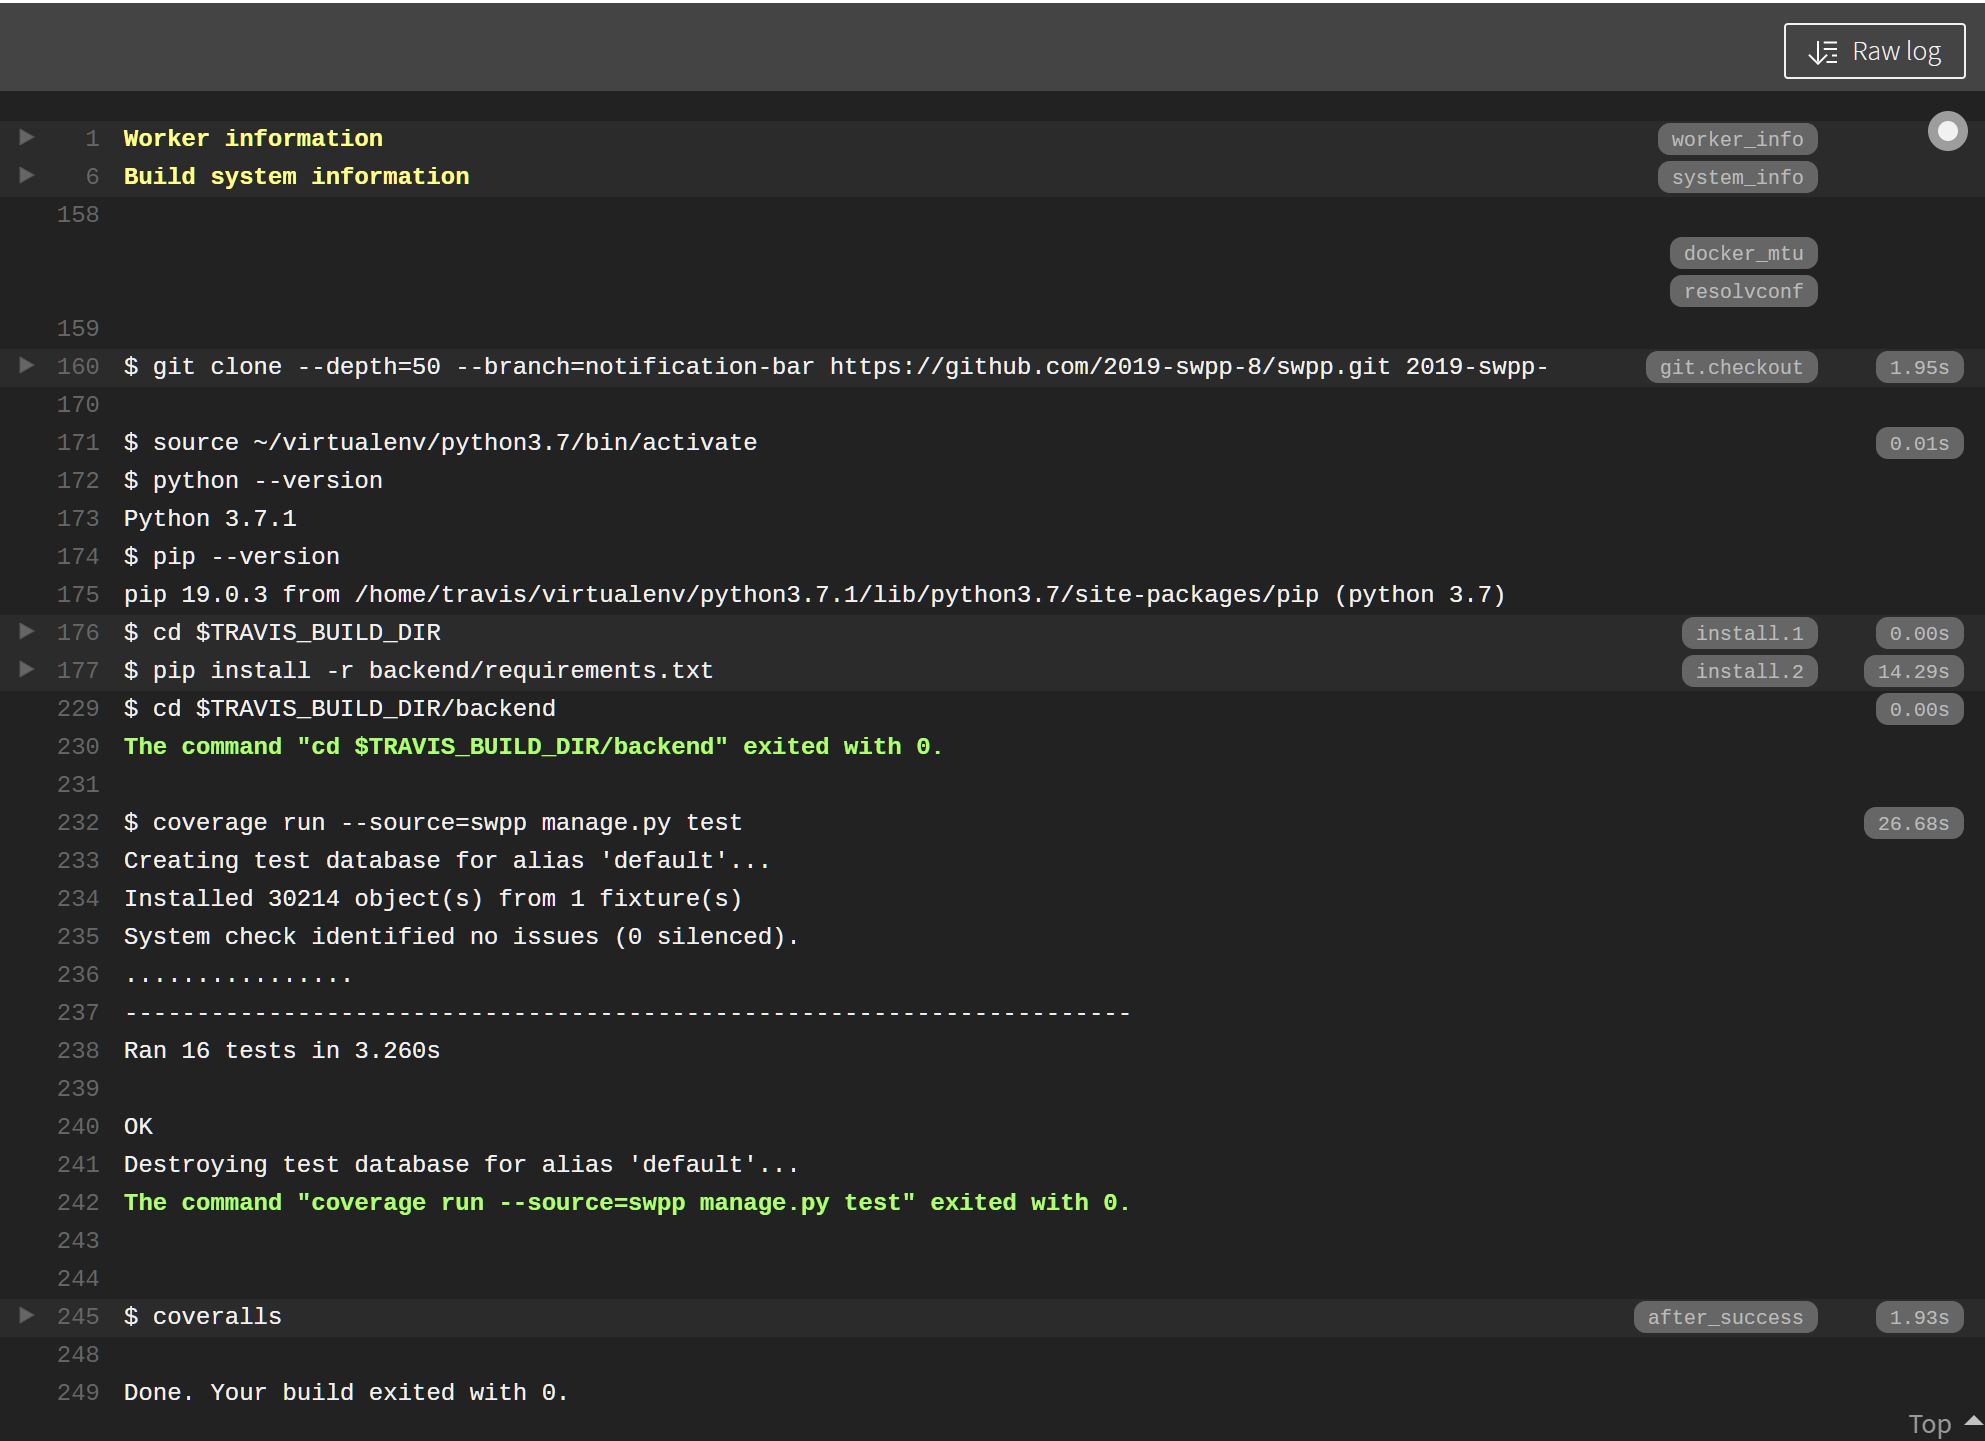 Raw log
1 Worker information worker_info
6 Build system information system_info
158
docker_mtu
resolvconf
159
160 $ git clone --depth=50 --branch=notification-bar https://github.com/2019-swpp-8/swpp.git 2019-swpp- git.checkout 1.95s
170
171 $ source ~/virtualenv/python3.7/bin/activate 0.01s
172 $ python --version
173 Python 3.7.1
174 $ pip --version
175 pip 19.0.3 from /home/travis/virtualenv/python3.7.1/lib/python3.7/site-packages/pip (python 3.7)
176 $ cd $TRAVIS_BUILD_DIR install.1 0.00s
177 $ pip install -r backend/requirements.txt install.2 14.29s
229 $ cd $TRAVIS_BUILD_DIR/backend 0.00s
230 The command "cd $TRAVIS_BUILD_DIR/backend" exited with 0.
231
232 $ coverage run --source=swpp manage.py test 26.68s
233 Creating test database for alias 'default'...
234 Installed 30214 object(s) from 1 fixture(s)
235 System check identified no issues (0 silenced).
236 ................
237 ----------------------------------------------------------------------
238 Ran 16 tests in 3.260s
239
240 OK
241 Destroying test database for alias 'default'...
242 The command "coverage run --source=swpp manage.py test" exited with 0.
243
244
245 $ coveralls after_success 1.93s
248
249 Done. Your build exited with 0.
Top